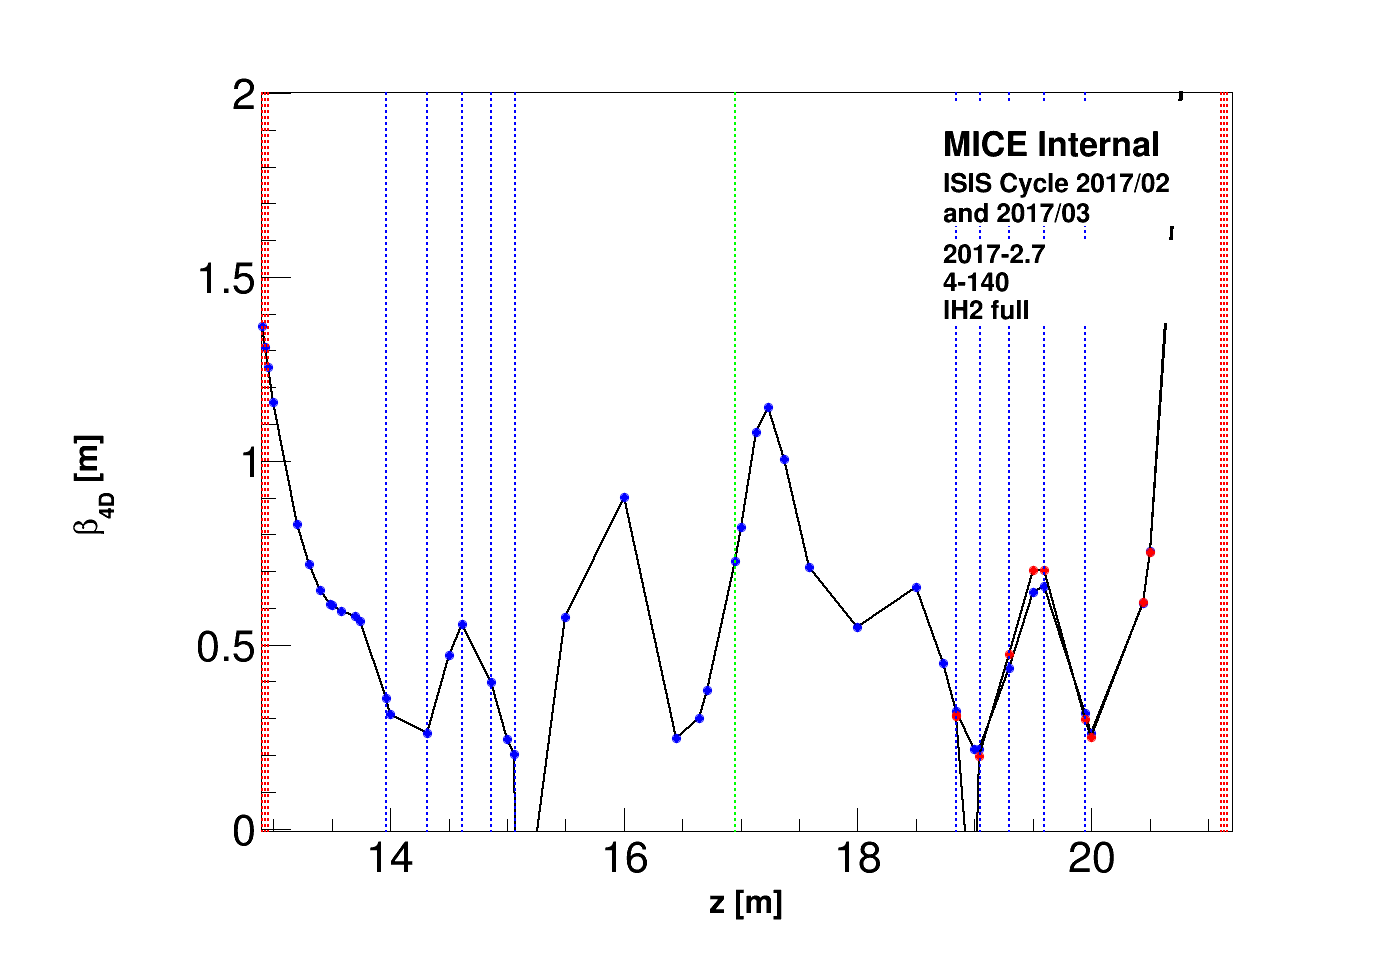 2
1.5
1
0.5
0
β4D [m]
MICE Internal
ISIS Cycle 2017/02
and 2017/03
2017-2.7
4-140
IH2 full
14 16 18 20
z [m]